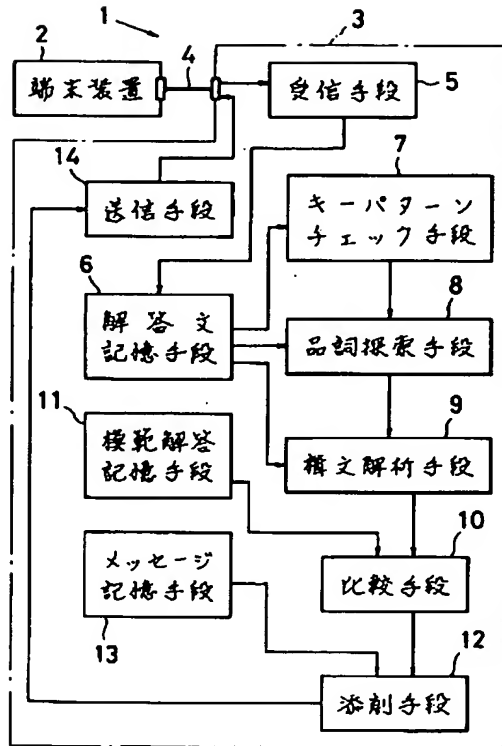 1
3
2
4
端末装置
受信手段
5
14
7
送信手段
キーパターン
チェック手段
6
8
解答文
記憶手段
品詞探索手段
11
9
模範解答
記憶手段
構文解析手段
10
メッセージ
記憶手段
比較手段
13
12
添削手段